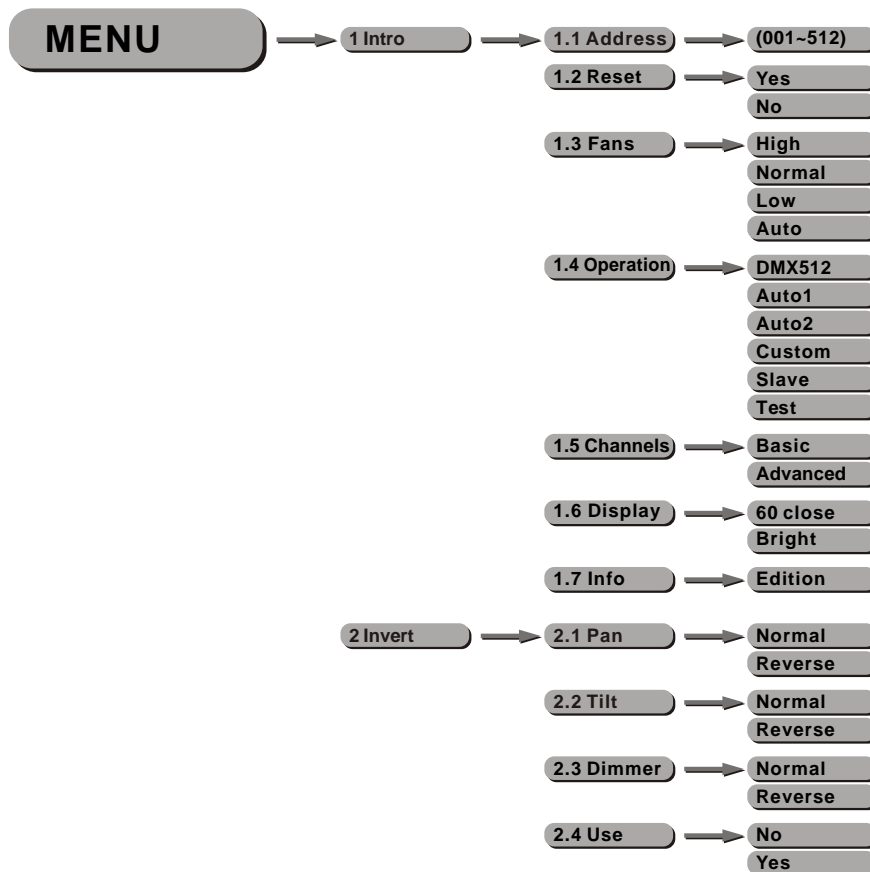 MENU
1 Intro
1.1 Address
(001~512)
1.2 Reset
Yes
No
1.3 Fans
High
Normal
Low
Auto
1.4 Operation
DMX512
Auto1
Auto2
Custom
Slave
Test
1.5 Channels
Basic
Advanced
1.6 Display
60 close
Bright
1.7 Info
Edition
2 Invert
2.1 Pan
Normal
Reverse
2.2 Tilt
Normal
Reverse
2.3 Dimmer
Normal
Reverse
2.4 Use
No
Yes